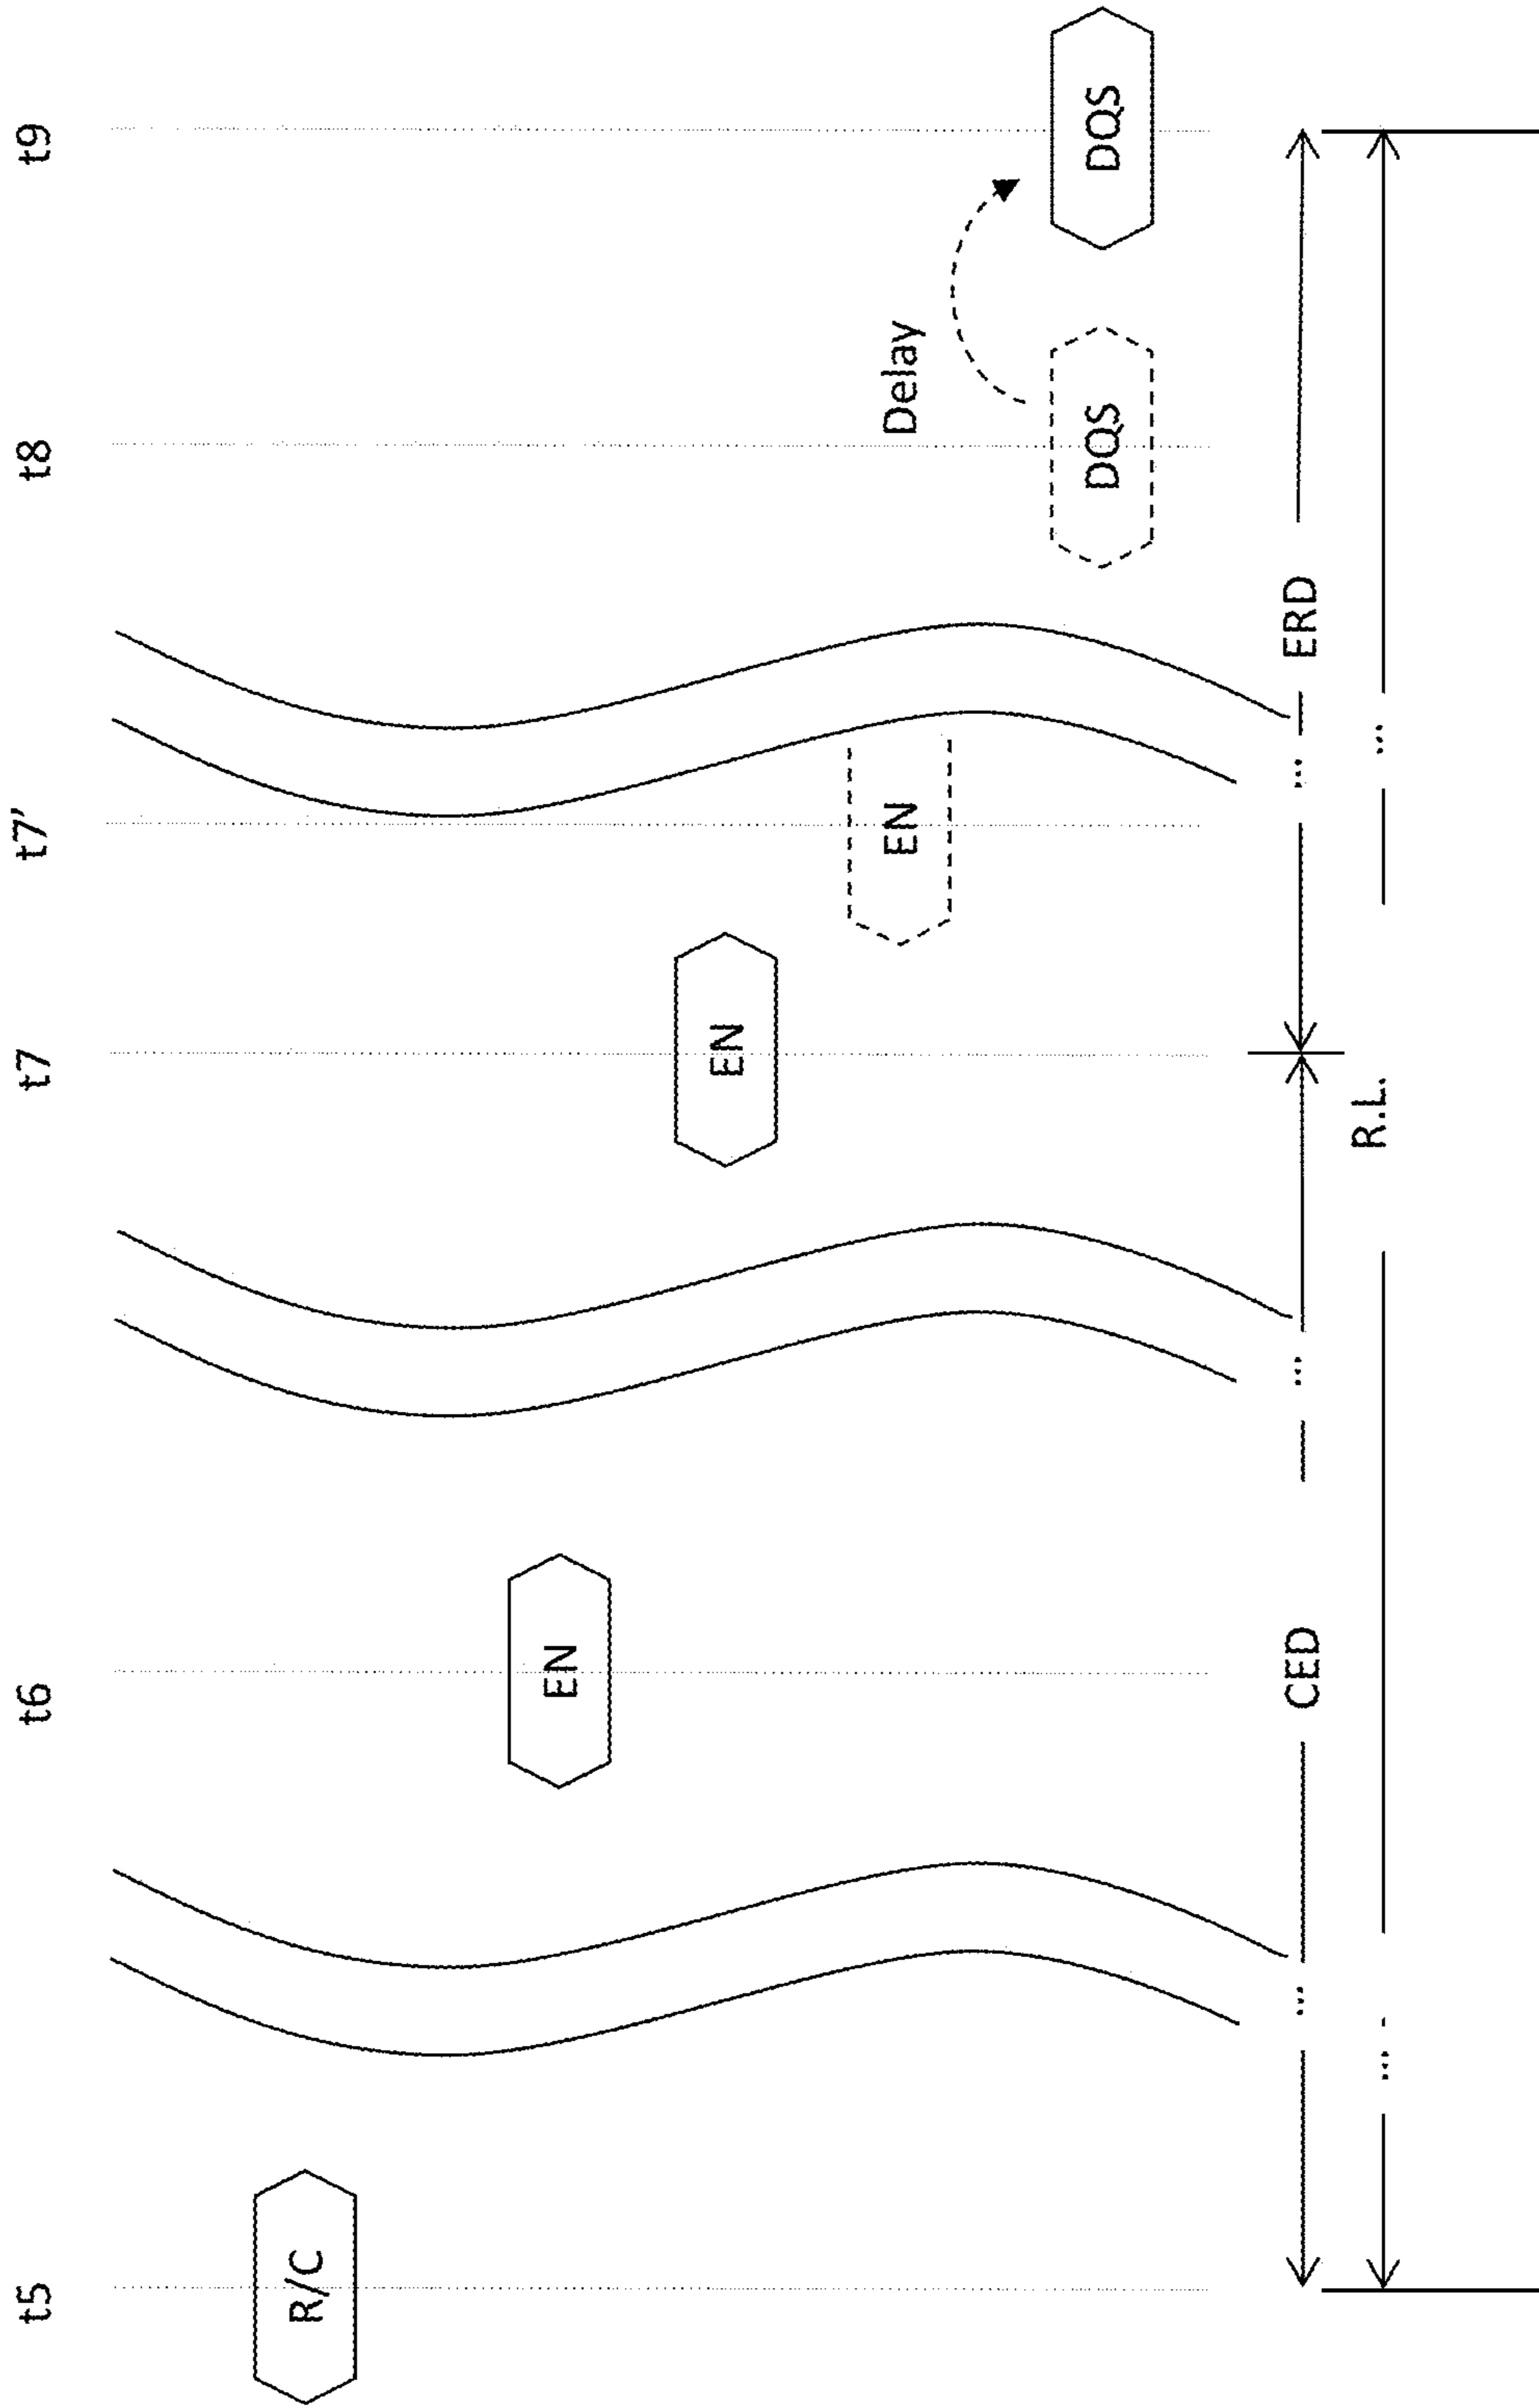 t5 t6 t7 t7' t8 t9
R/C
EN
EN
EN
Delay
DQS DQS
... CED ... ... ERD
... R.L. ...